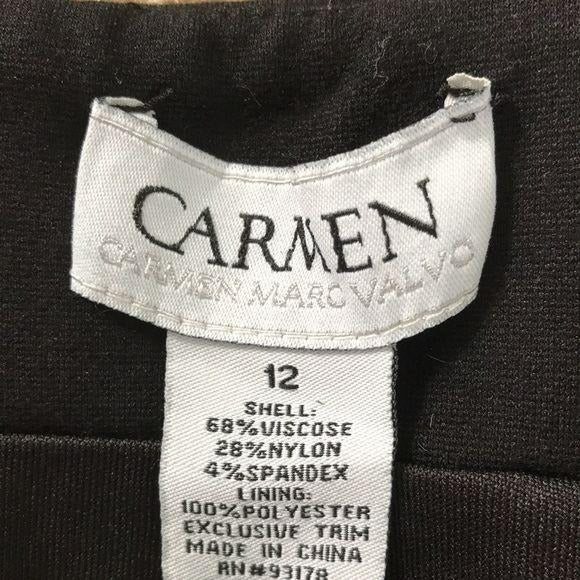 CARMEN
CARMEN MARC VALVO
12
SHELL:
68%VISCOSE
28%NYLON
4%SPANDEX
LINING:
100%POLYESTER
EXCLUSIVE TRIM
MADE IN CHINA
RN#93178